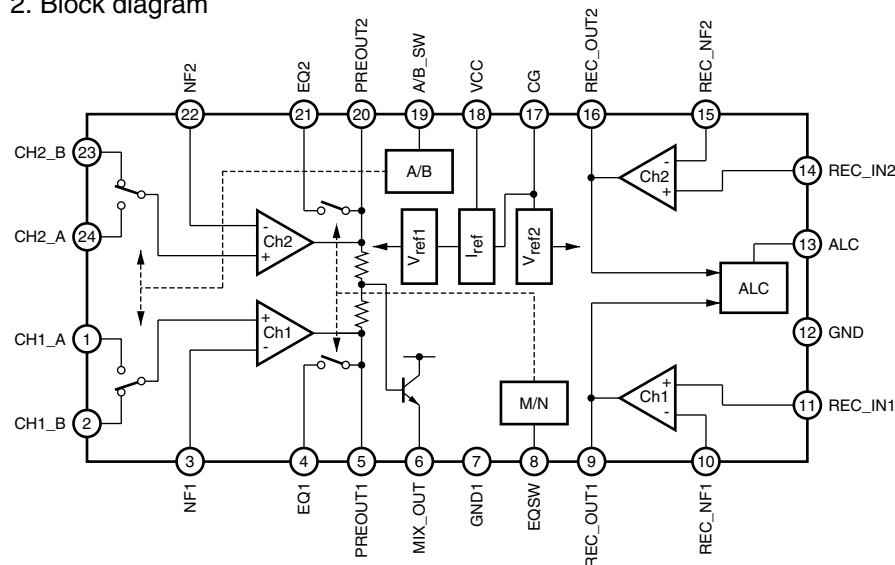 2. Block diagram
NF2
EQ2
PREOUT2
A/B_SW
VCC
CG
REC_OUT2
REC_NF2
22
21
20
19
18
17
16
15
CH2_B
23
CH2_A
24
CH1_A
1
CH1_B
2
A/B
-
+
Ch2
+
-
Ch1
Vref1
Iref
Vref2
-
+
Ch2
14
REC_IN2
13
ALC
ALC
12
GND
M/N
+
-
Ch1
11
REC_IN1
3
4
5
6
7
8
9
10
NF1
EQ1
PREOUT1
MIX_OUT
GND1
EQSW
REC_OUT1
REC_NF1